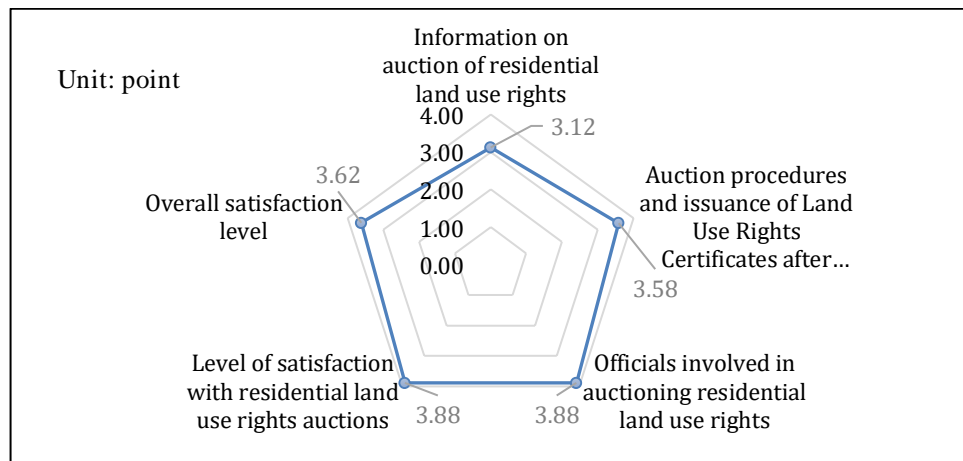 Unit: point
Information on
auction of residential
land use rights
4.00
3.00
2.00
1.00
0.00
3.12
Auction procedures
and issuance of Land
Use Rights
Certificates after…
3.58
Officials involved in
auctioning residential
land use rights
3.88
Level of satisfaction
with residential land
use rights auctions
3.88
Overall satisfaction
level
3.62